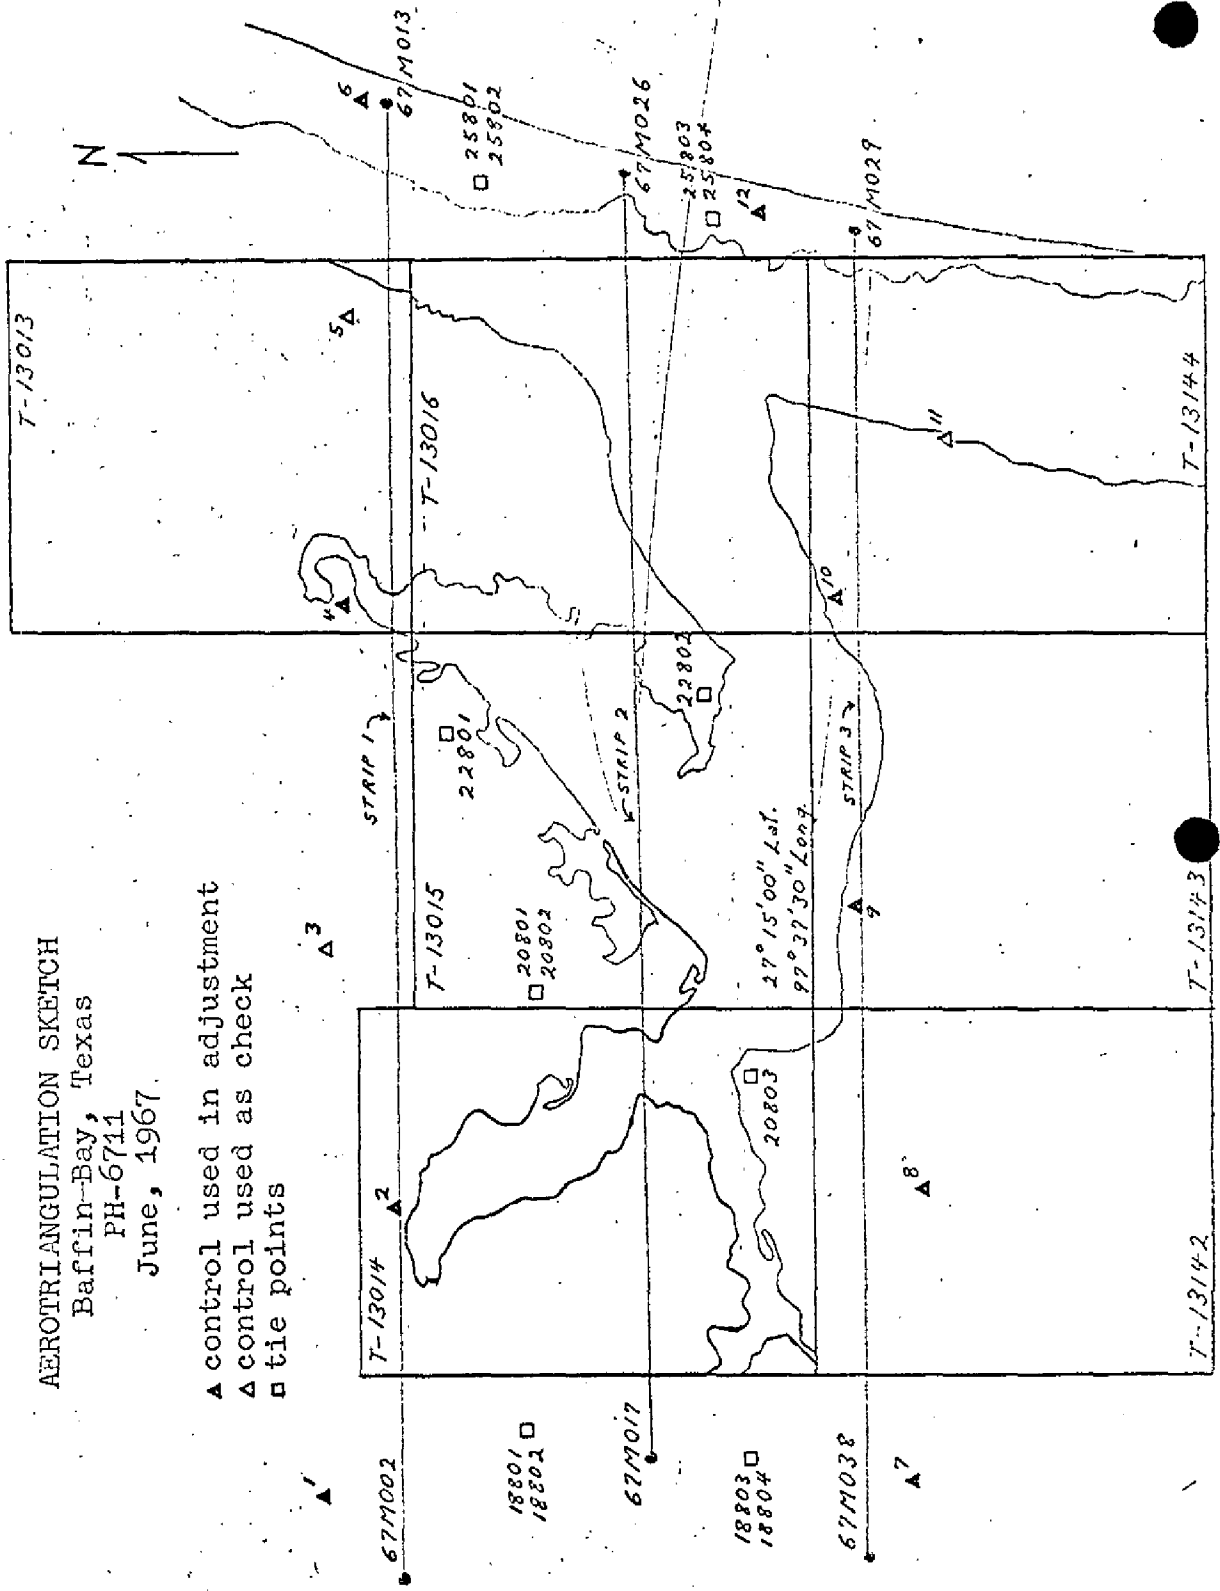 AEROTRIANGULATION SKETCH
Baffin Bay, Texas
PH-6711
June, 1967.
▲ control used in adjustment
△ control used as check
□ tie points
N
T-13013
T-13014
T-13015
T-13016
T-13142
T-13143
T-13144
STRIP 1
STRIP 2
STRIP 3
67M002
67M013
67M017
67M026
67M038
67M029
1
2
3
4
5
6
7
8
9
10
11
12
18801
18802
18803
18804
20801
20802
20803
22801
22802
25801
25802
25803
25804
27° 15' 00" Lat.
97° 37' 30" Long.